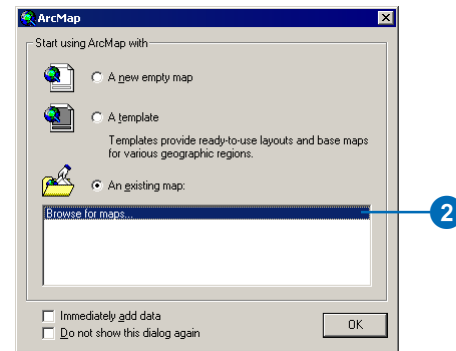 ArcMap
Start using ArcMap with
A new empty map
A template
Templates provide ready-to-use layouts and base maps
for various geographic regions.
An existing map:
Browse for maps...
2
Immediately add data
Do not show this dialog again
OK